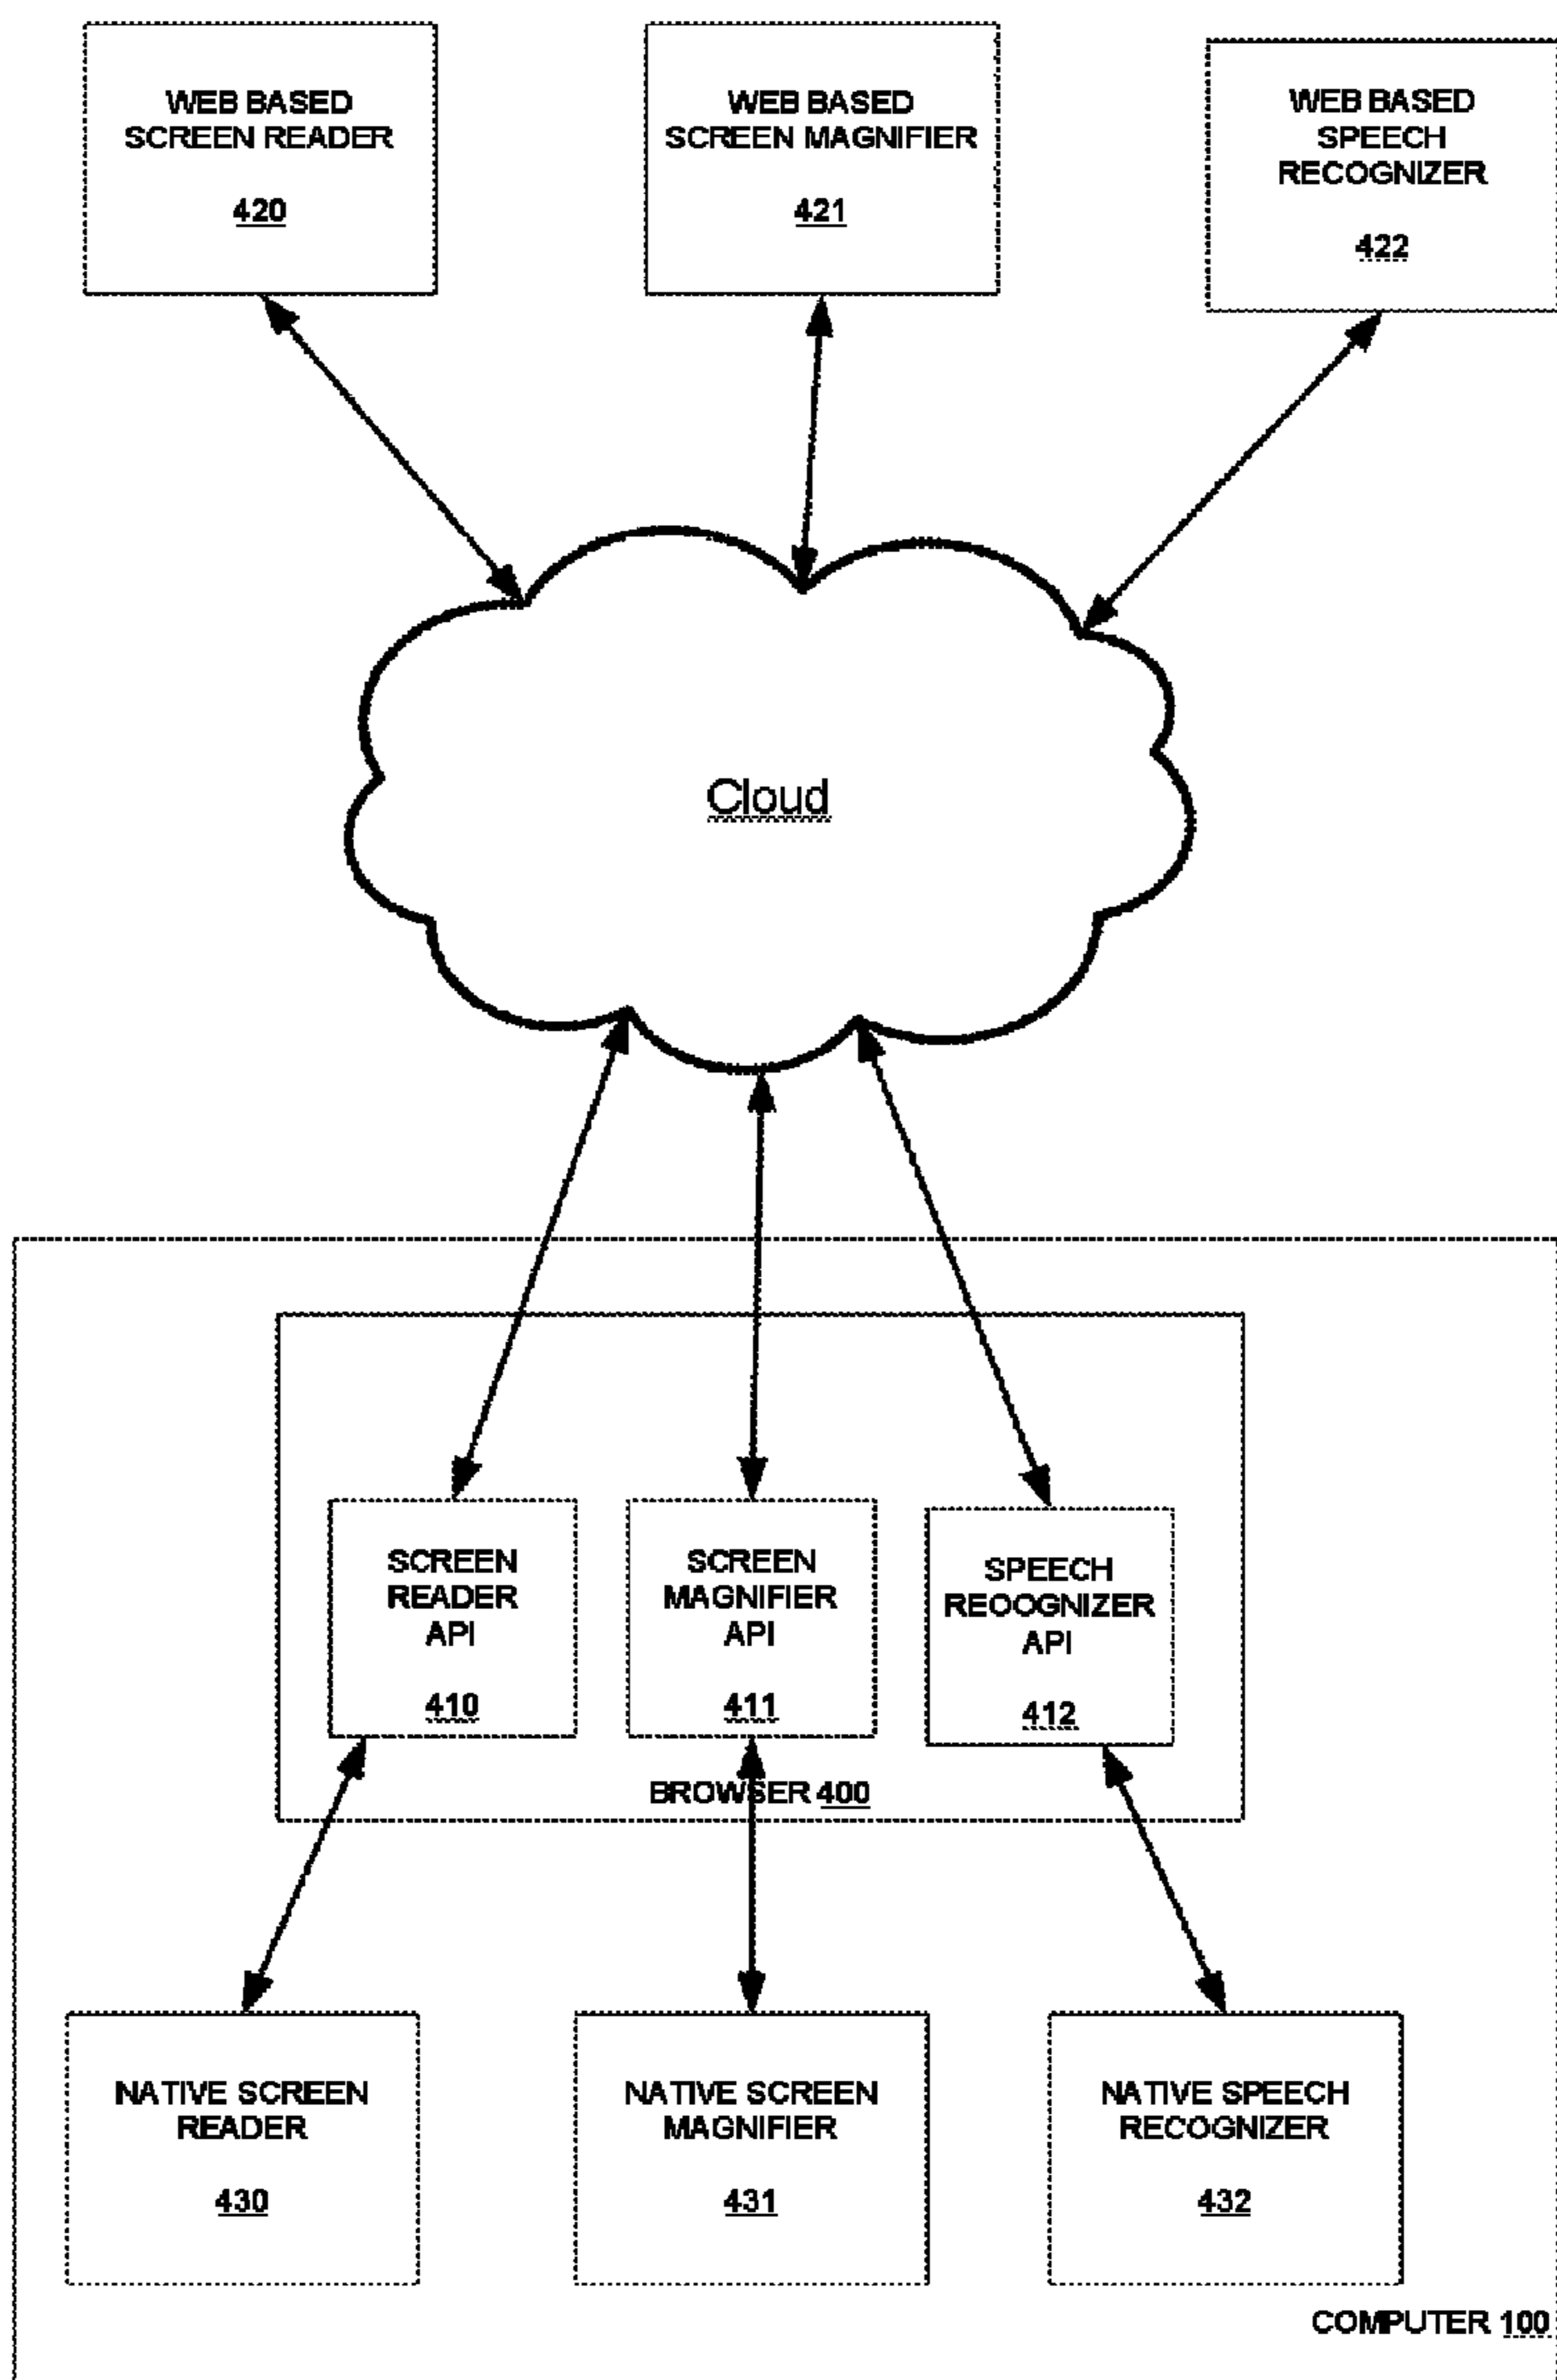 WEB BASED
SCREEN READER
420
WEB BASED
SCREEN MAGNIFIER
421
WEB BASED
SPEECH
RECOGNIZER
422
Cloud
SCREEN
READER
API
410
SCREEN
MAGNIFIER
API
411
SPEECH
RECOGNIZER
API
412
BROWSER 400
NATIVE SCREEN
READER
430
NATIVE SCREEN
MAGNIFIER
431
NATIVE SPEECH
RECOGNIZER
432
COMPUTER 100